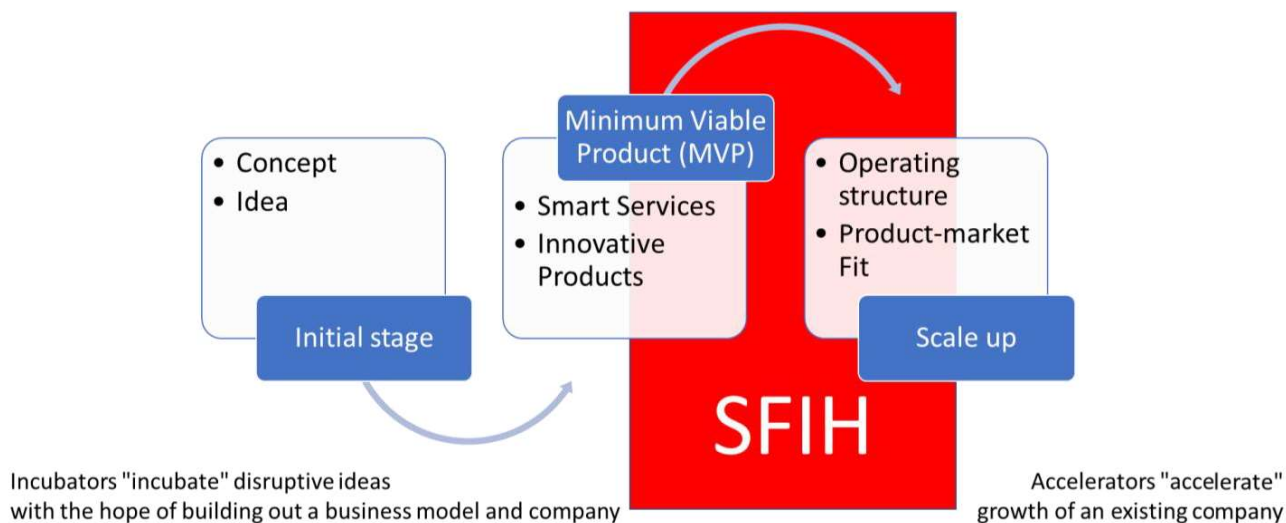 • Concept
• Idea
Initial stage
Minimum Viable
Product (MVP)
• Smart Services
• Innovative
Products
• Operating
structure
• Product-market
Fit
Scale up
SFIH
Incubators "incubate" disruptive ideas
with the hope of building out a business model and company
Accelerators "accelerate"
growth of an existing company